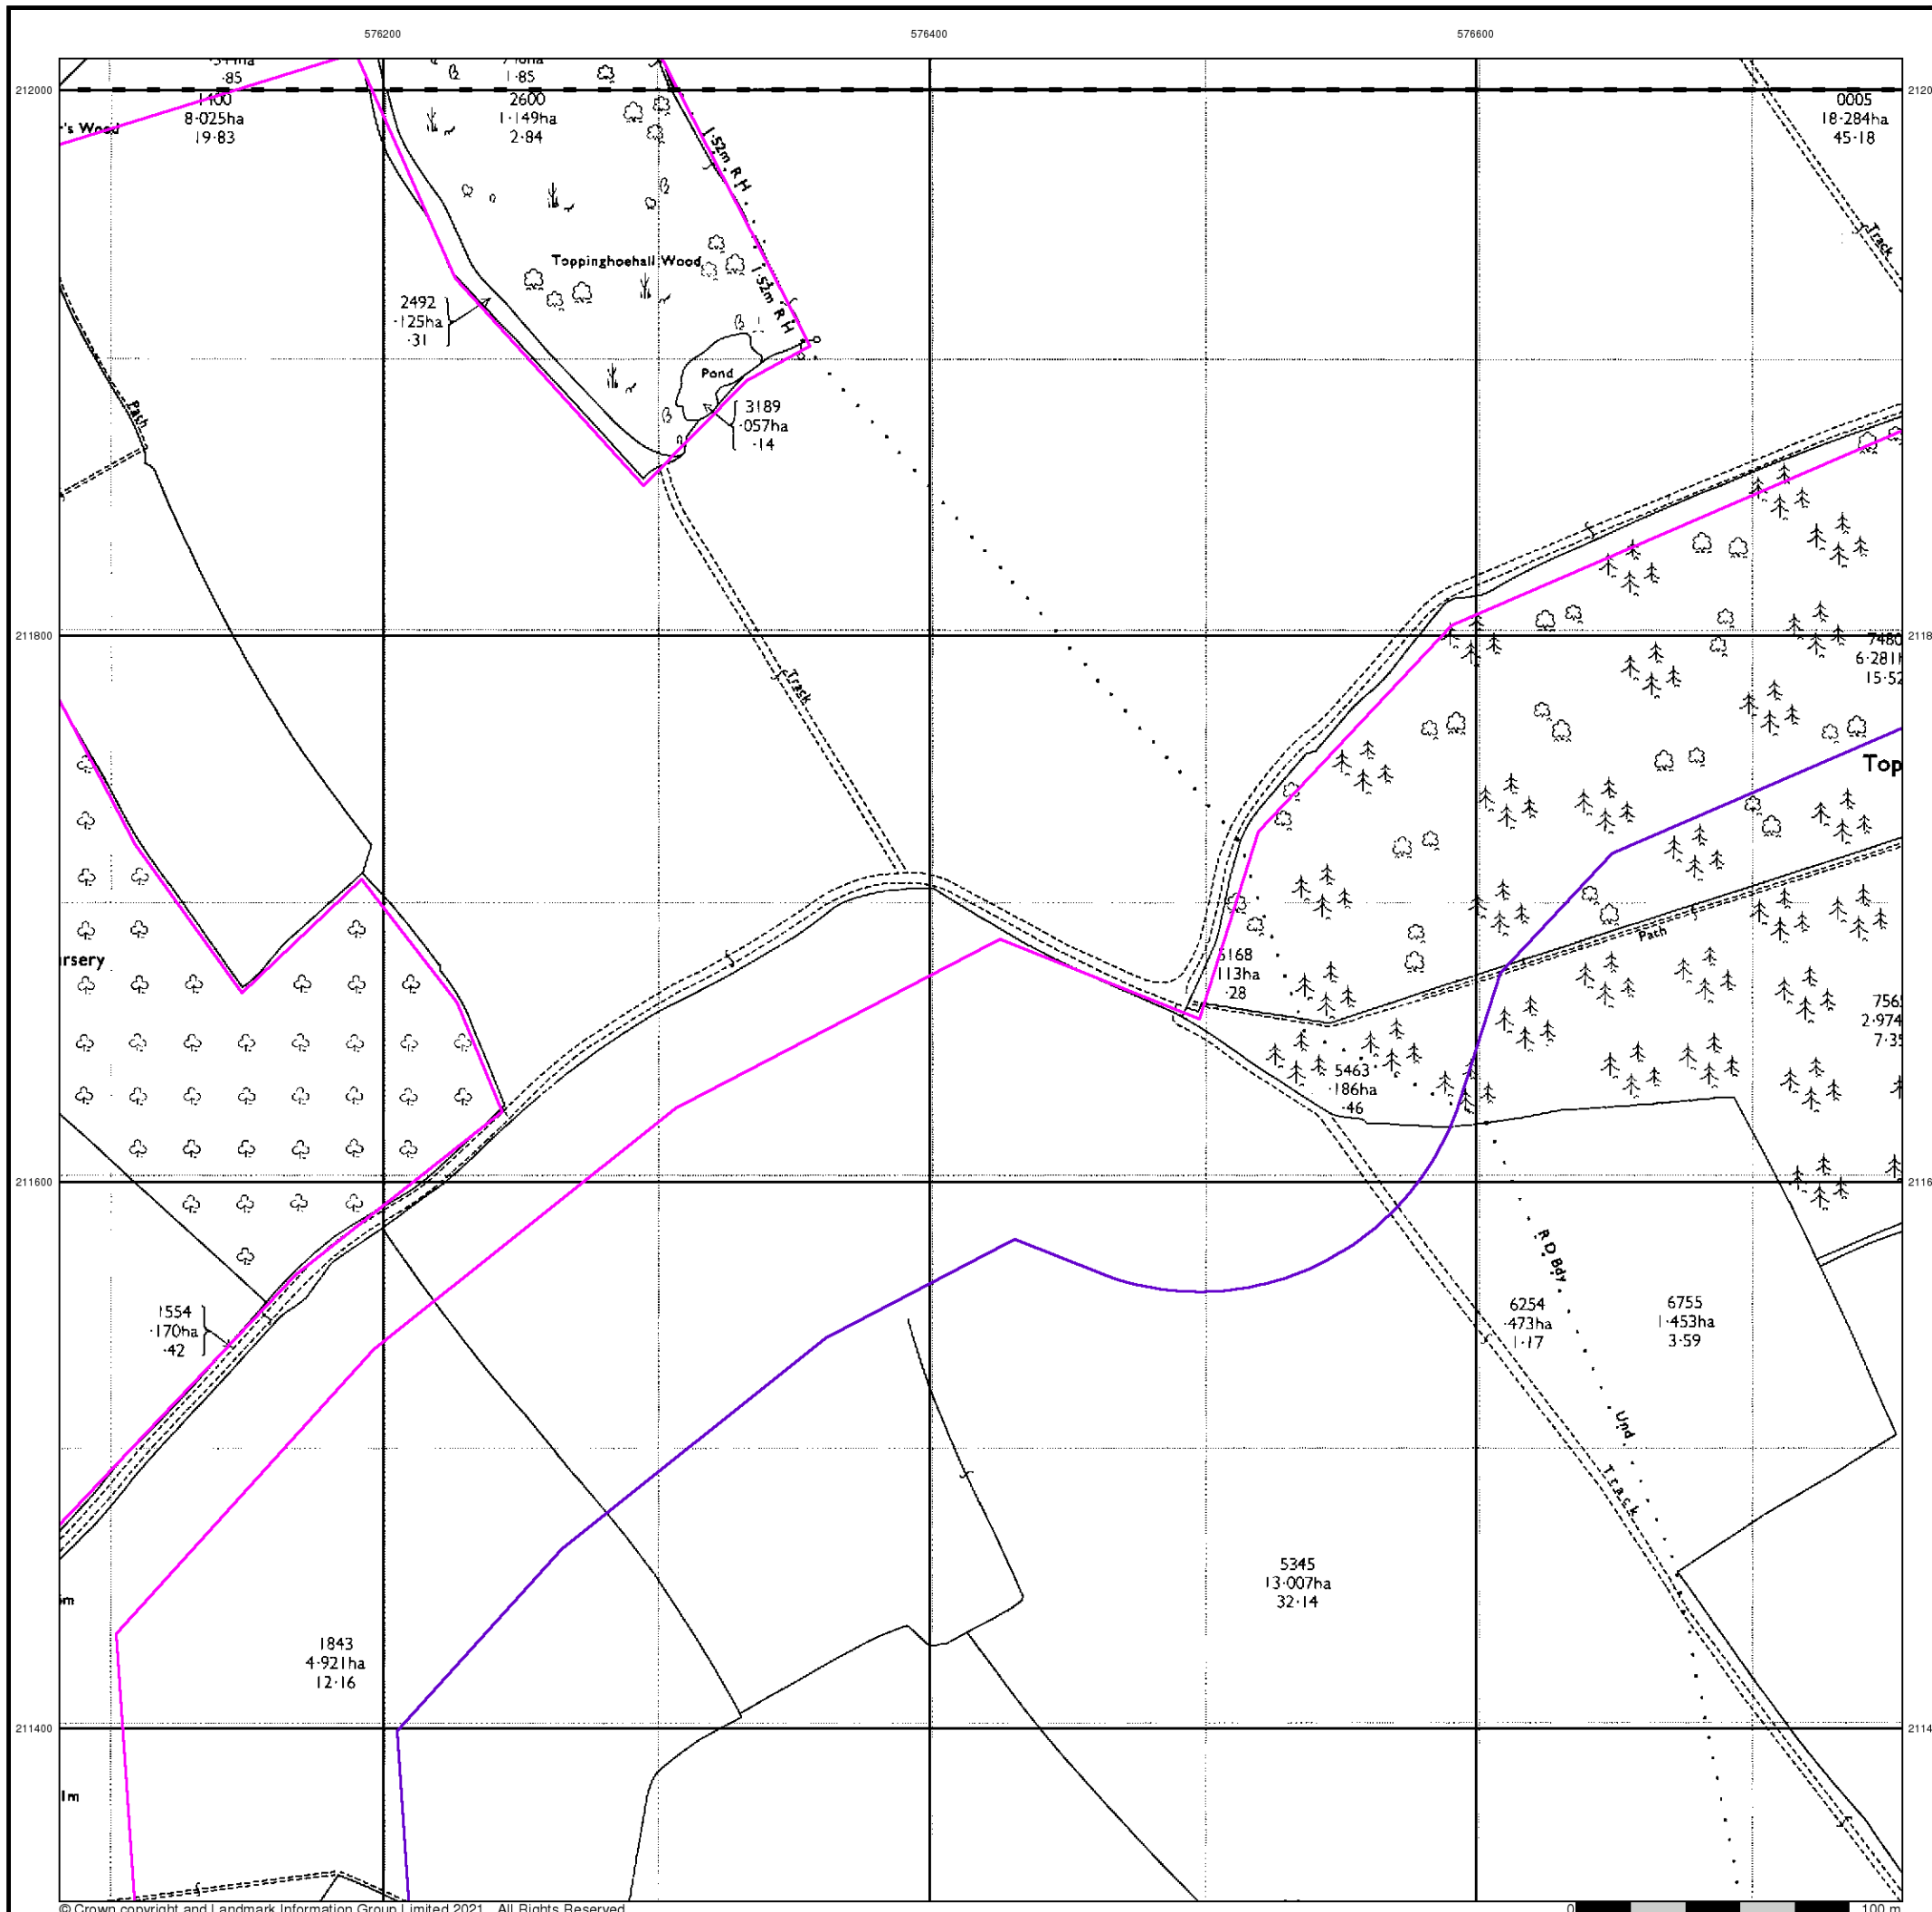 576200
576400
576600
212000
·85
1·85
1400
8·025ha
19·83
2600
1·149ha
2·84
0005
18·284ha
45·18
's Wood
1·52m R H
Track
Toppinghoehall Wood
1·52m R H
2492
·125ha
·31
Pond
Path
3189
·057ha
·14
211800
7480
6·281h
15·52
Track
Top
Path
rsery
5168
113ha
·28
756
2·974
7·35
5463
·186ha
·46
211600
R D Bdy
1554
·170ha
·42
6254
·473ha
1·17
6755
1·453ha
3·59
Und
Track
5345
13·007ha
32·14
1843
4·921ha
12·16
211400
1m
© Crown copyright and Landmark Information Group Limited 2021. All Rights Reserved.
0 100 m